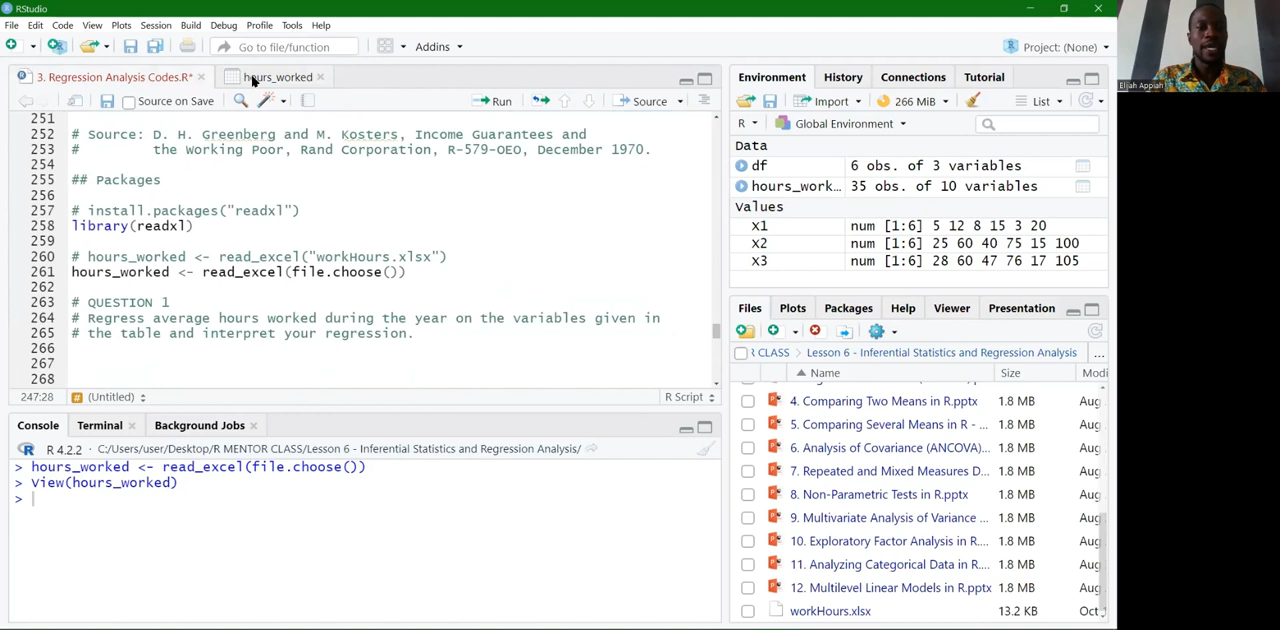 RStudio
File Edit Code View Plots Session Build Debug Profile Tools Help
Go to file/function Addins Project: (None)
3. Regression Analysis Codes.R* hours_worked
Source on Save Run Source
251
252 # Source: D. H. Greenberg and M. Kosters, Income Guarantees and
253 # the Working Poor, Rand Corporation, R-579-OEO, December 1970.
254
255 ## Packages
256
257 # install.packages("readxl")
258 library(readxl)
259
260 # hours_worked <- read_excel("workHours.xlsx")
261 hours_worked <- read_excel(file.choose())
262
263 # QUESTION 1
264 # Regress average hours worked during the year on the variables given in
265 # the table and interpret your regression.
266
267
268
247:28 # (Untitled) R Script
Console Terminal Background Jobs
R 4.2.2 · C:/Users/user/Desktop/R MENTOR CLASS/Lesson 6 - Inferential Statistics and Regression Analysis/
> hours_worked <- read_excel(file.choose())
> View(hours_worked)
>
Environment History Connections Tutorial
Import 266 MiB List
R Global Environment
Data
df 6 obs. of 3 variables
hours_work… 35 obs. of 10 variables
Values
x1 num [1:6] 5 12 8 15 3 20
x2 num [1:6] 25 60 40 75 15 100
x3 num [1:6] 28 60 47 76 17 105
Files Plots Packages Help Viewer Presentation
R CLASS Lesson 6 - Inferential Statistics and Regression Analysis ...
Name Size Modi
4. Comparing Two Means in R.pptx 1.8 MB Aug
5. Comparing Several Means in R - ... 1.8 MB Aug
6. Analysis of Covariance (ANCOVA)... 1.8 MB Aug
7. Repeated and Mixed Measures D... 1.8 MB Aug
8. Non-Parametric Tests in R.pptx 1.8 MB Aug
9. Multivariate Analysis of Variance ... 1.8 MB Aug
10. Exploratory Factor Analysis in R.... 1.8 MB Aug
11. Analyzing Categorical Data in R.... 1.8 MB Aug
12. Multilevel Linear Models in R.pptx 1.8 MB Aug
workHours.xlsx 13.2 KB Oct
Elijah Appiah